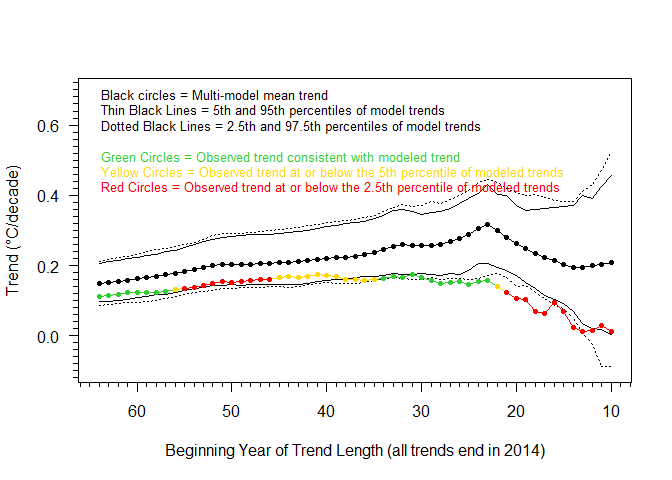 Black circles = Multi-model mean trend
Thin Black Lines = 5th and 95th percentiles of model trends
Dotted Black Lines = 2.5th and 97.5th percentiles of model trends
Green Circles = Observed trend consistent with modeled trend
Yellow Circles = Observed trend at or below the 5th percentile of modeled trends
Red Circles = Observed trend at or below the 2.5th percentile of modeled trends
Trend (°C/decade)
0.6
0.4
0.2
0.0
60 50 40 30 20 10
Beginning Year of Trend Length (all trends end in 2014)